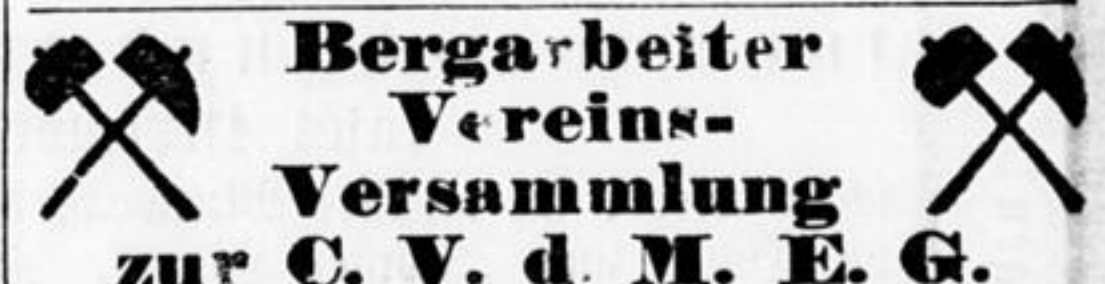 Bergarbeiter
Vereins-
Versammlung
zur C. V. d. M. E. G.